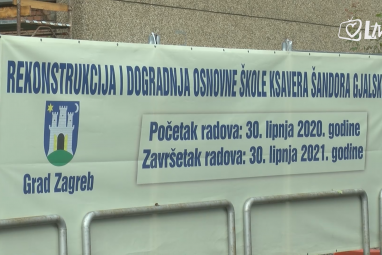 Live
REKONSTRUKCIJA I DOGRADNJA OSNOVNE ŠKOLE KSAVERA ŠANDORA GJALSK
Početak radova: 30. lipnja 2020. godine
Završetak radova: 30. lipnja 2021. godine
Grad Zagreb